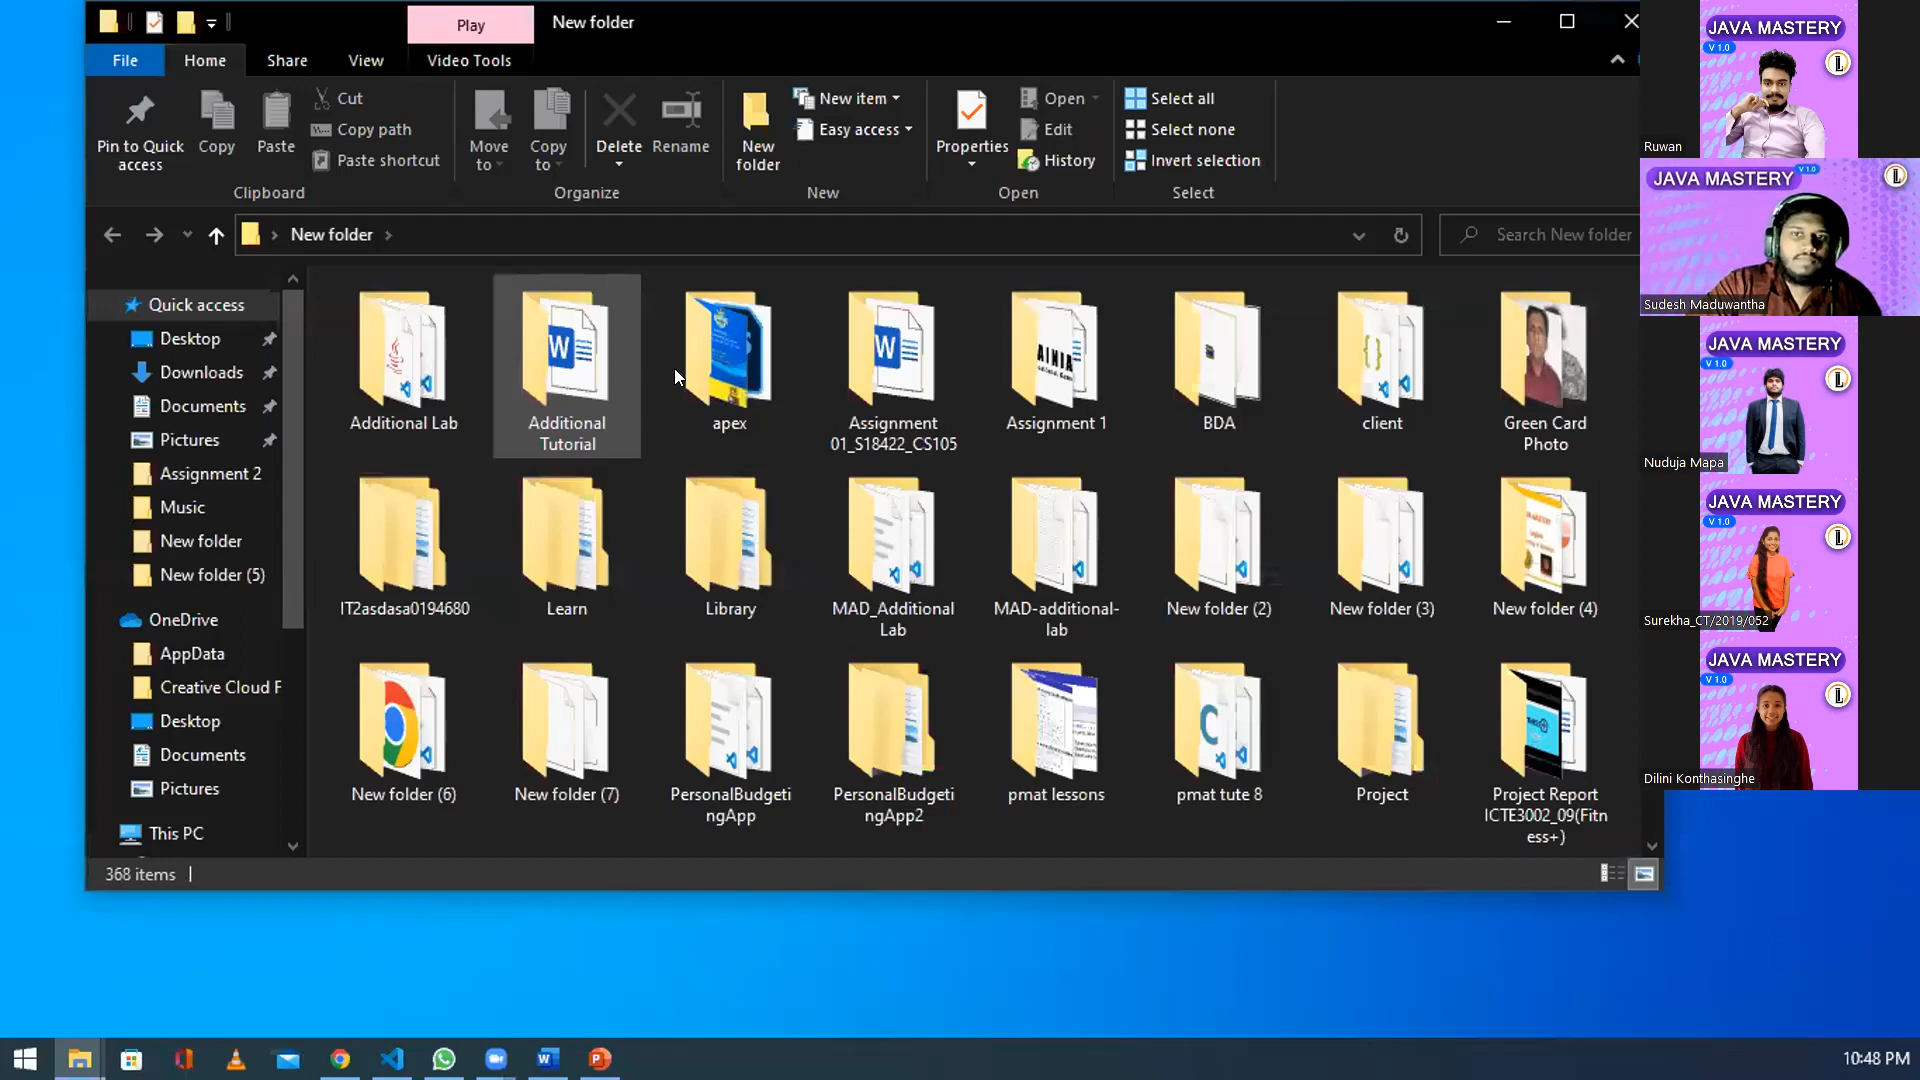 Play
New folder
File
Home
Share
View
Video Tools
Pin to Quick
access
Copy
Paste
Cut
Copy path
Paste shortcut
Clipboard
Move
to
Copy
to
Delete
Rename
Organize
New
folder
New item
Easy access
New
Properties
Open
Edit
History
Open
Select all
Select none
Invert selection
Select
New folder
Search New folder
Quick access
Desktop
Downloads
Documents
Pictures
Assignment 2
Music
New folder
New folder (5)
OneDrive
AppData
Creative Cloud F
Desktop
Documents
Pictures
This PC
Additional Lab
Additional
Tutorial
apex
Assignment
01_S18422_CS105
Assignment 1
BDA
client
Green Card
Photo
IT2asdasa0194680
Learn
Library
MAD_Additional
Lab
MAD-additional-
lab
New folder (2)
New folder (3)
New folder (4)
New folder (6)
New folder (7)
PersonalBudgeti
ngApp
PersonalBudgeti
ngApp2
pmat lessons
pmat tute 8
Project
Project Report
ICTE3002_09(Fitn
ess+)
368 items
JAVA MASTERY
V 1.0
Ruwan
JAVA MASTERY
V 1.0
Sudesh Maduwantha
JAVA MASTERY
V 1.0
Nuduja Mapa
JAVA MASTERY
V 1.0
Surekha_CT/2019/052
JAVA MASTERY
V 1.0
Dilini Konthasinghe
10:48 PM